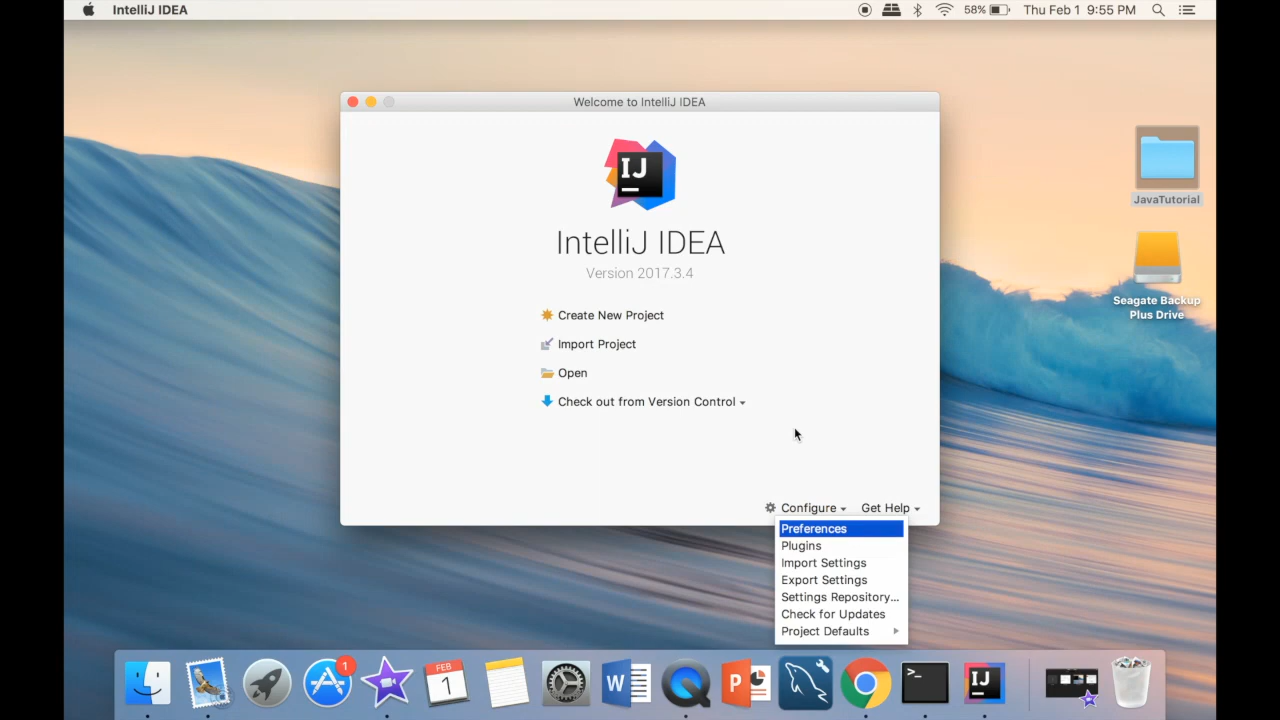 IntelliJ IDEA
58%
Thu Feb 1 9:55 PM
Welcome to IntelliJ IDEA
IJ
IntelliJ IDEA
Version 2017.3.4
Create New Project
Import Project
Open
Check out from Version Control
Configure
Get Help
Preferences
Plugins
Import Settings
Export Settings
Settings Repository...
Check for Updates
Project Defaults
JavaTutorial
Seagate Backup
Plus Drive
1
FEB
1
W
P
>_
IJ